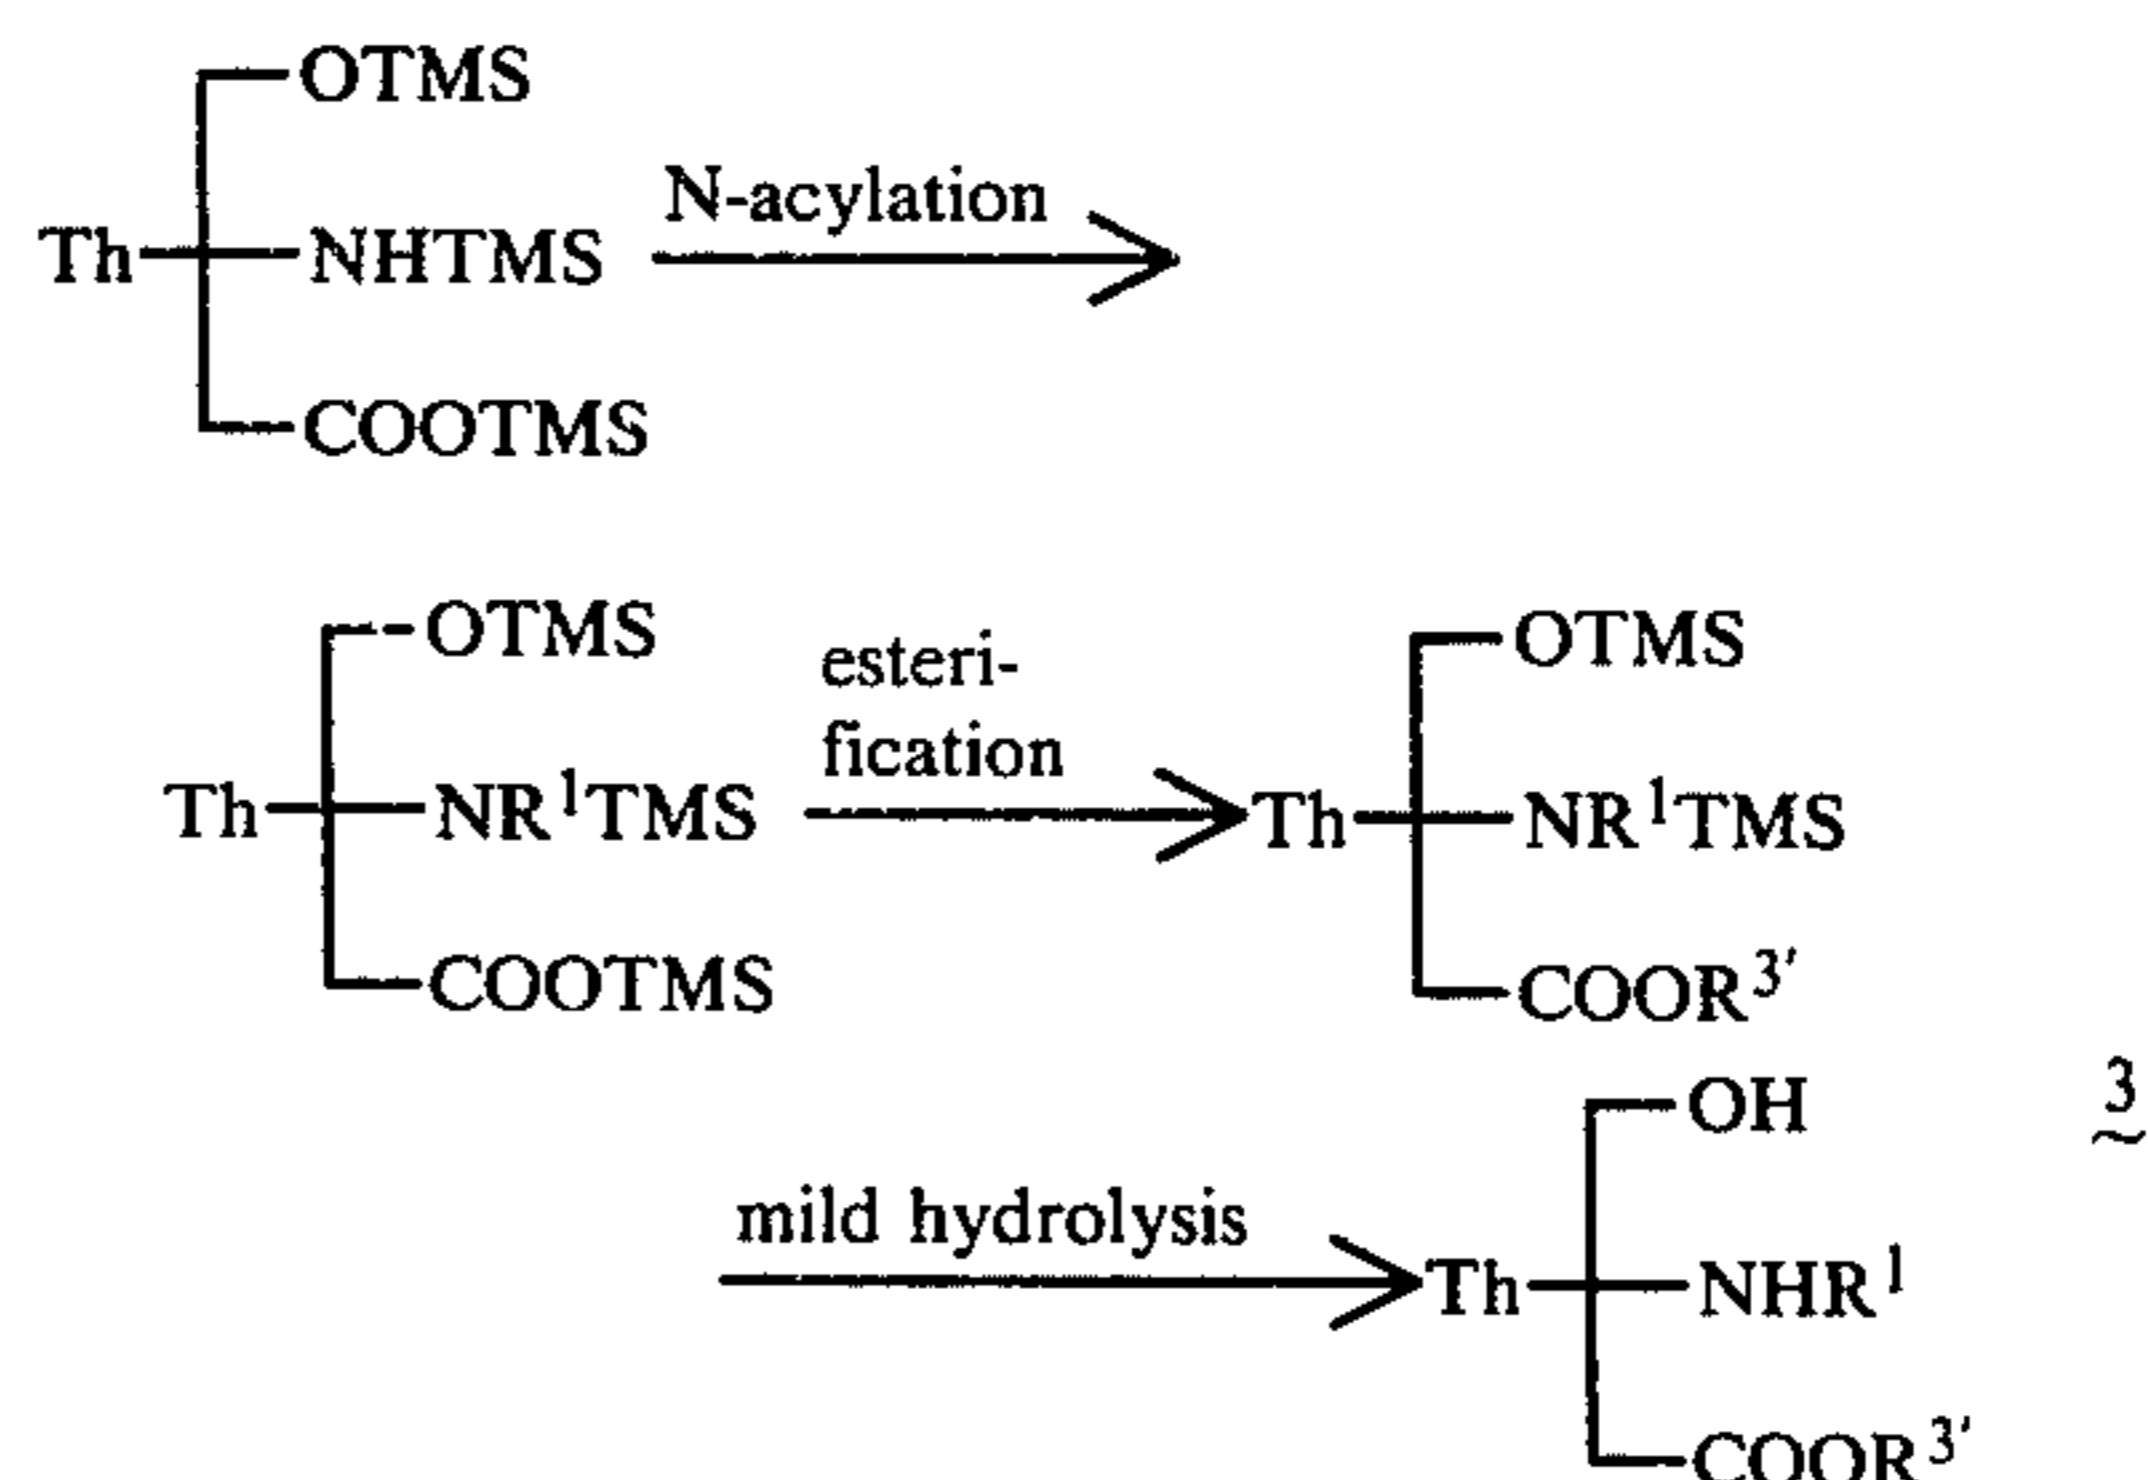 OTMS
N-acylation
Th NHTMS
COOTMS
OTMS
esteri-
fication
Th NR¹TMS
COOTMS
OTMS
Th NR¹TMS
COOR³′
3
OH
mild hydrolysis
Th NHR¹
COOR³′